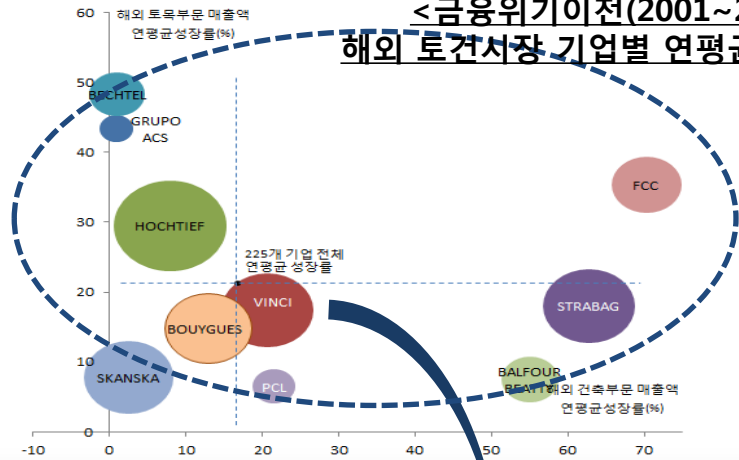 <금융위기이전(2001~2
해외 토건시장 기업별 연평균
해외 토목부문 매출액
연평균성장률(%)
60
50
40
30
20
10
0
BECHTEL
GRUPO
ACS
HOCHTIEF
FCC
225개 기업 전체
연평균 성장률
VINCI
BOUYGUES
STRABAG
SKANSKA
PCL
BALFOUR
BEATTY
해외 건축부문 매출액
연평균성장률(%)
-10 0 10 20 30 40 50 60 70